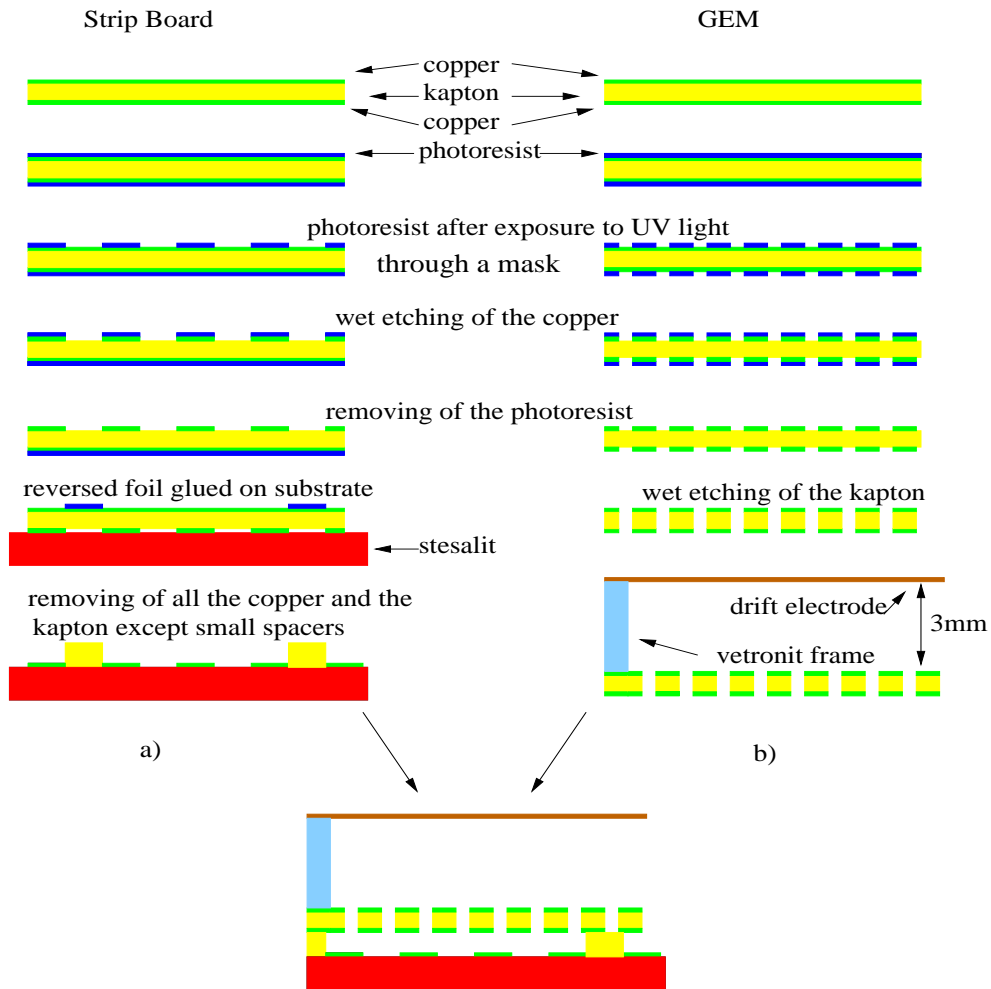 Strip Board
GEM
copper
kapton
copper
photoresist
photoresist after exposure to UV light
through a mask
wet etching of the copper
removing of the photoresist
reversed foil glued on substrate
wet etching of the kapton
stesalit
removing of all the copper and the
kapton except small spacers
drift electrode
3mm
vetronit frame
a)
b)